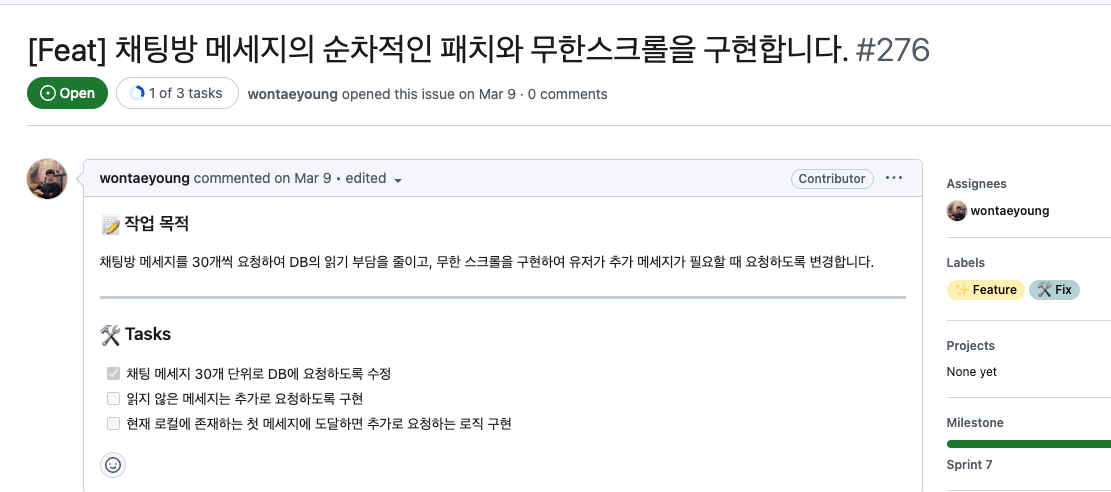 [Feat] 채팅방 메세지의 순차적인 패치와 무한스크롤을 구현합니다. #276
Open
1 of 3 tasks
wontaeyoung opened this issue on Mar 9 · 0 comments
wontaeyoung commented on Mar 9 • edited
Contributor
작업 목적
채팅방 메세지를 30개씩 요청하여 DB의 읽기 부담을 줄이고, 무한 스크롤을 구현하여 유저가 추가 메세지가 필요할 때 요청하도록 변경합니다.
Tasks
채팅 메세지 30개 단위로 DB에 요청하도록 수정
읽지 않은 메세지는 추가로 요청하도록 구현
현재 로컬에 존재하는 첫 메세지에 도달하면 추가로 요청하는 로직 구현
Assignees
wontaeyoung
Labels
Feature
Fix
Projects
None yet
Milestone
Sprint 7